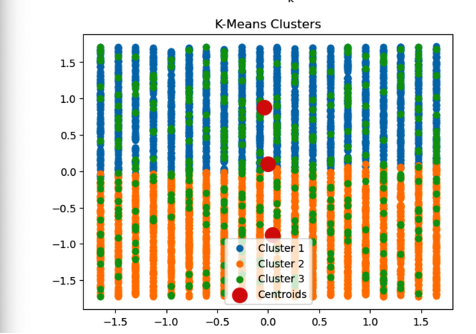 K
K-Means Clusters
1.5
1.0
0.5
0.0
−0.5
−1.0
−1.5
Cluster 1
Cluster 2
Cluster 3
Centroids
−1.5 −1.0 −0.5 0.0 0.5 1.0 1.5